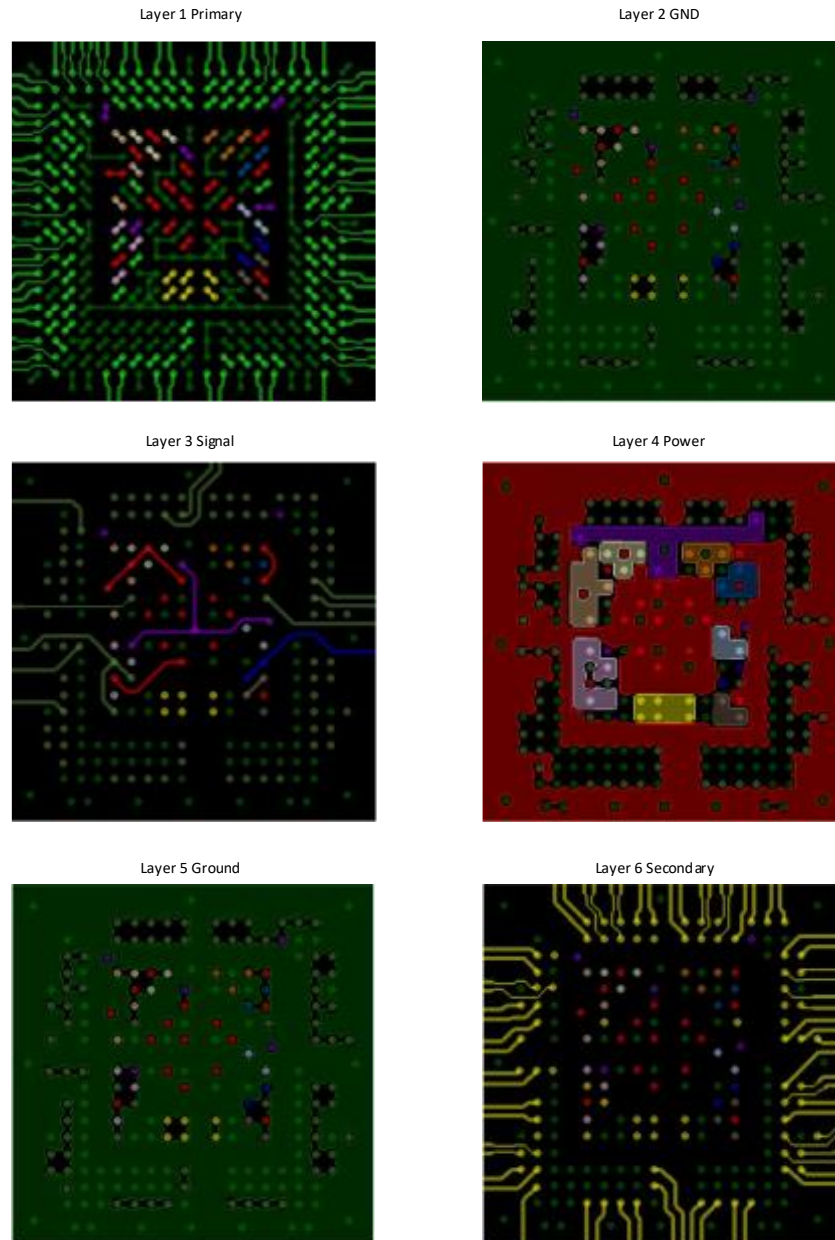 Layer 1 Primary
Layer 2 GND
Layer 3 Signal
Layer 4 Power
Layer 5 Ground
Layer 6 Secondary